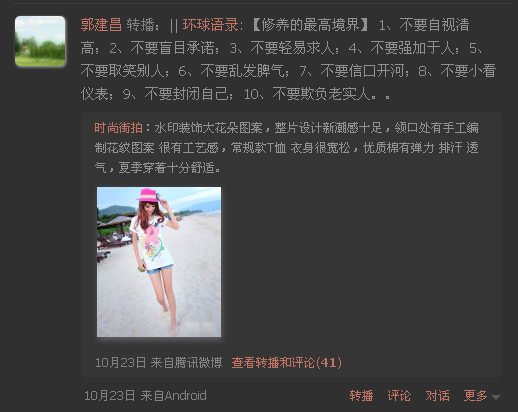 郭建昌 转播：|| 环球语录:【修养的最高境界】 1、不要自视清
高；2、不要盲目承诺；3、不要轻易求人；4、不要强加于人；5、
不要取笑别人；6、不要乱发脾气；7、不要信口开河；8、不要小看
仪表；9、不要封闭自己；10、不要欺负老实人。。
时尚街拍：水印装饰大花朵图案，整片设计新潮感十足，领口处有手工编
制花纹图案 很有工艺感，常规款T恤 衣身很宽松，优质棉有弹力 排汗 透
气，夏季穿着十分舒适。
10月23日 来自腾讯微博 查看转播和评论(41)
10月23日 来自Android 转播 评论 对话 更多